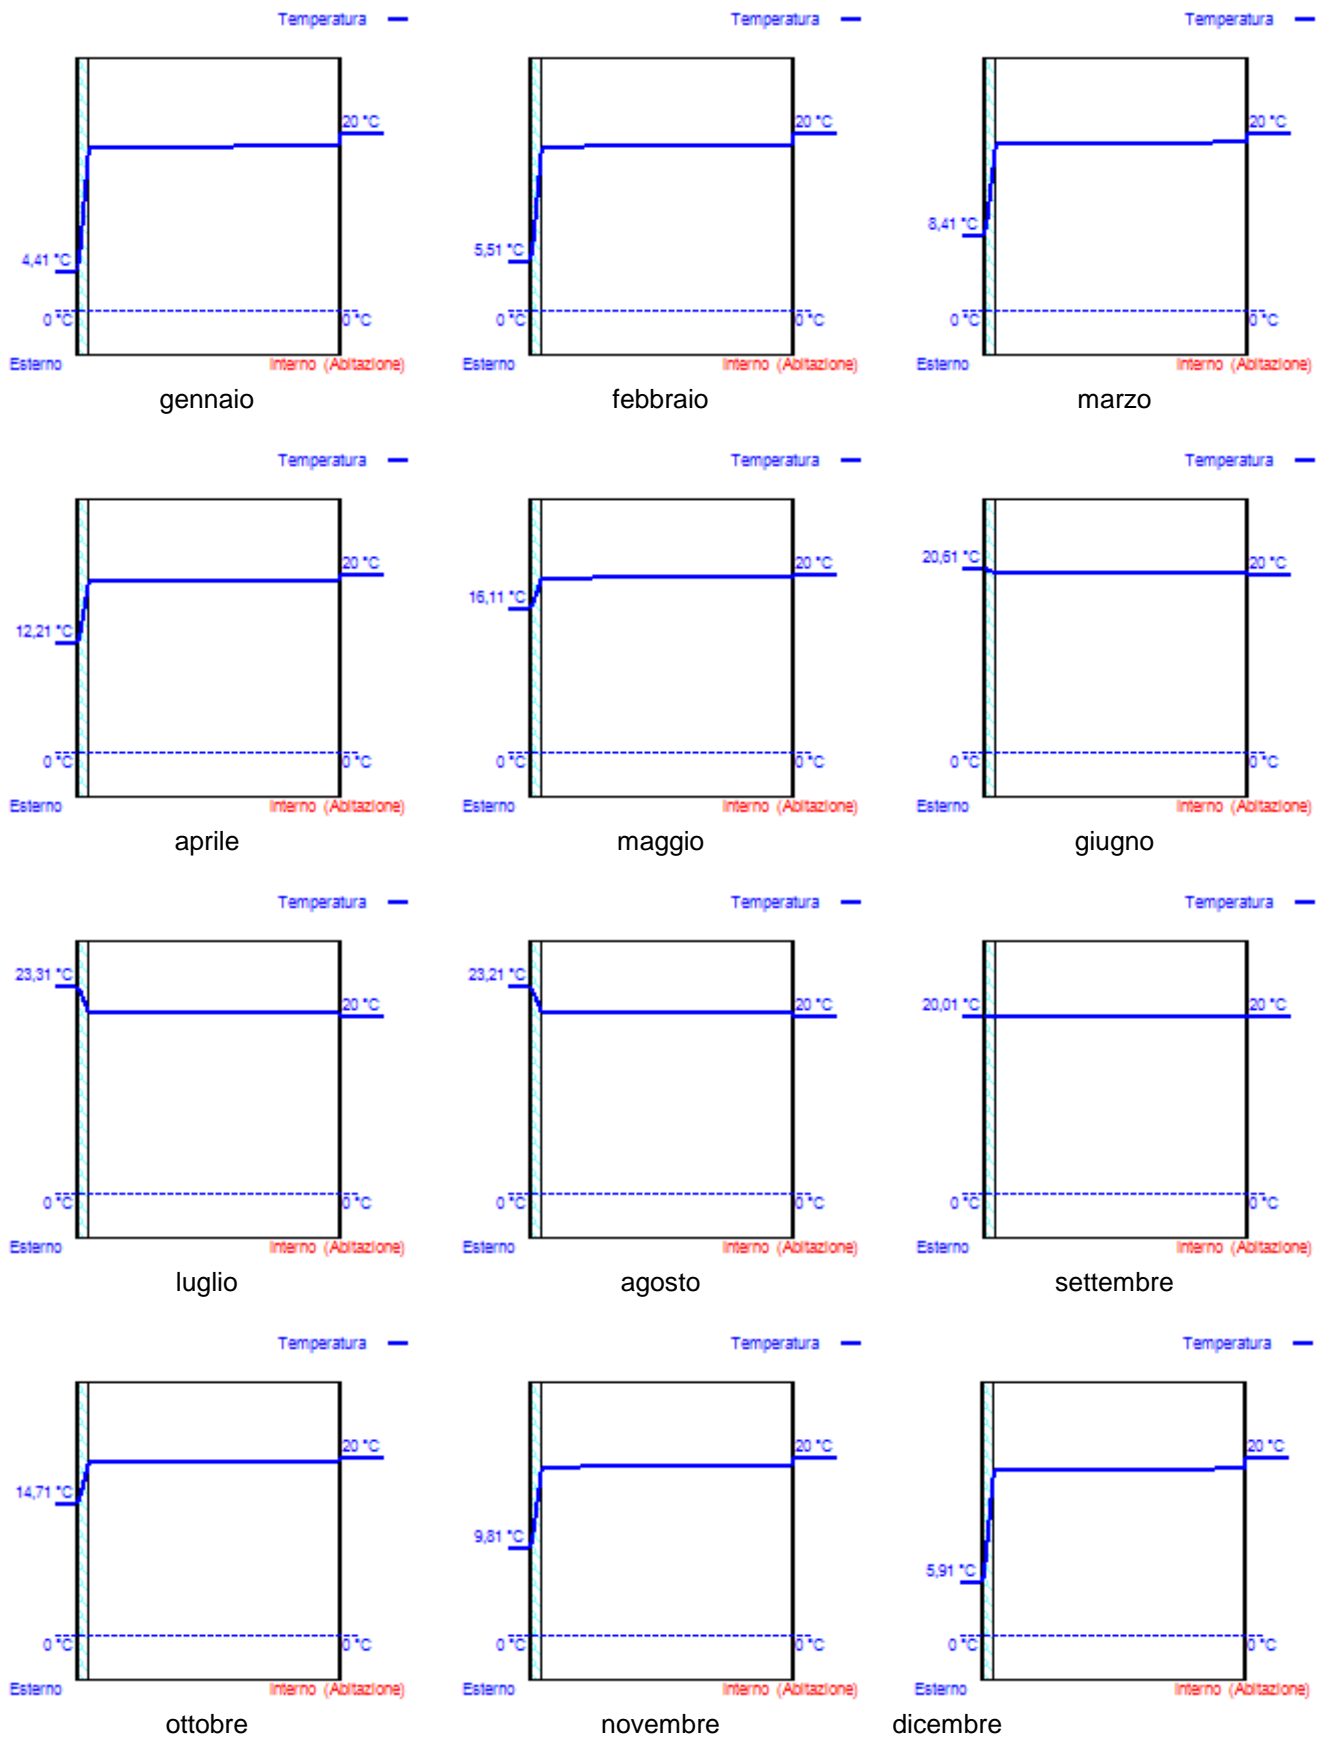 Temperatura Temperatura Temperatura
20 °C 20 °C 20 °C
8,41 °C
5,51 °C
4,41 °C
0 °C 0 °C 0 °C 0 °C 0 °C 0 °C
Esterno Interno (Abitazione) Esterno Interno (Abitazione) Esterno Interno (Abitazione)
gennaio febbraio marzo
Temperatura Temperatura Temperatura
20,61 °C
20 °C 20 °C 20 °C
16,11 °C
12,21 °C
0 °C 0 °C 0 °C 0 °C 0 °C 0 °C
Esterno Interno (Abitazione) Esterno Interno (Abitazione) Esterno Interno (Abitazione)
aprile maggio giugno
Temperatura Temperatura Temperatura
23,31 °C 23,21 °C
20 °C 20 °C 20,01 °C 20 °C
0 °C 0 °C 0 °C 0 °C 0 °C 0 °C
Esterno Interno (Abitazione) Esterno Interno (Abitazione) Esterno Interno (Abitazione)
luglio agosto settembre
Temperatura Temperatura Temperatura
20 °C 20 °C 20 °C
14,71 °C
9,81 °C
5,91 °C
0 °C 0 °C 0 °C 0 °C 0 °C 0 °C
Esterno Interno (Abitazione) Esterno Interno (Abitazione) Esterno Interno (Abitazione)
ottobre novembre dicembre